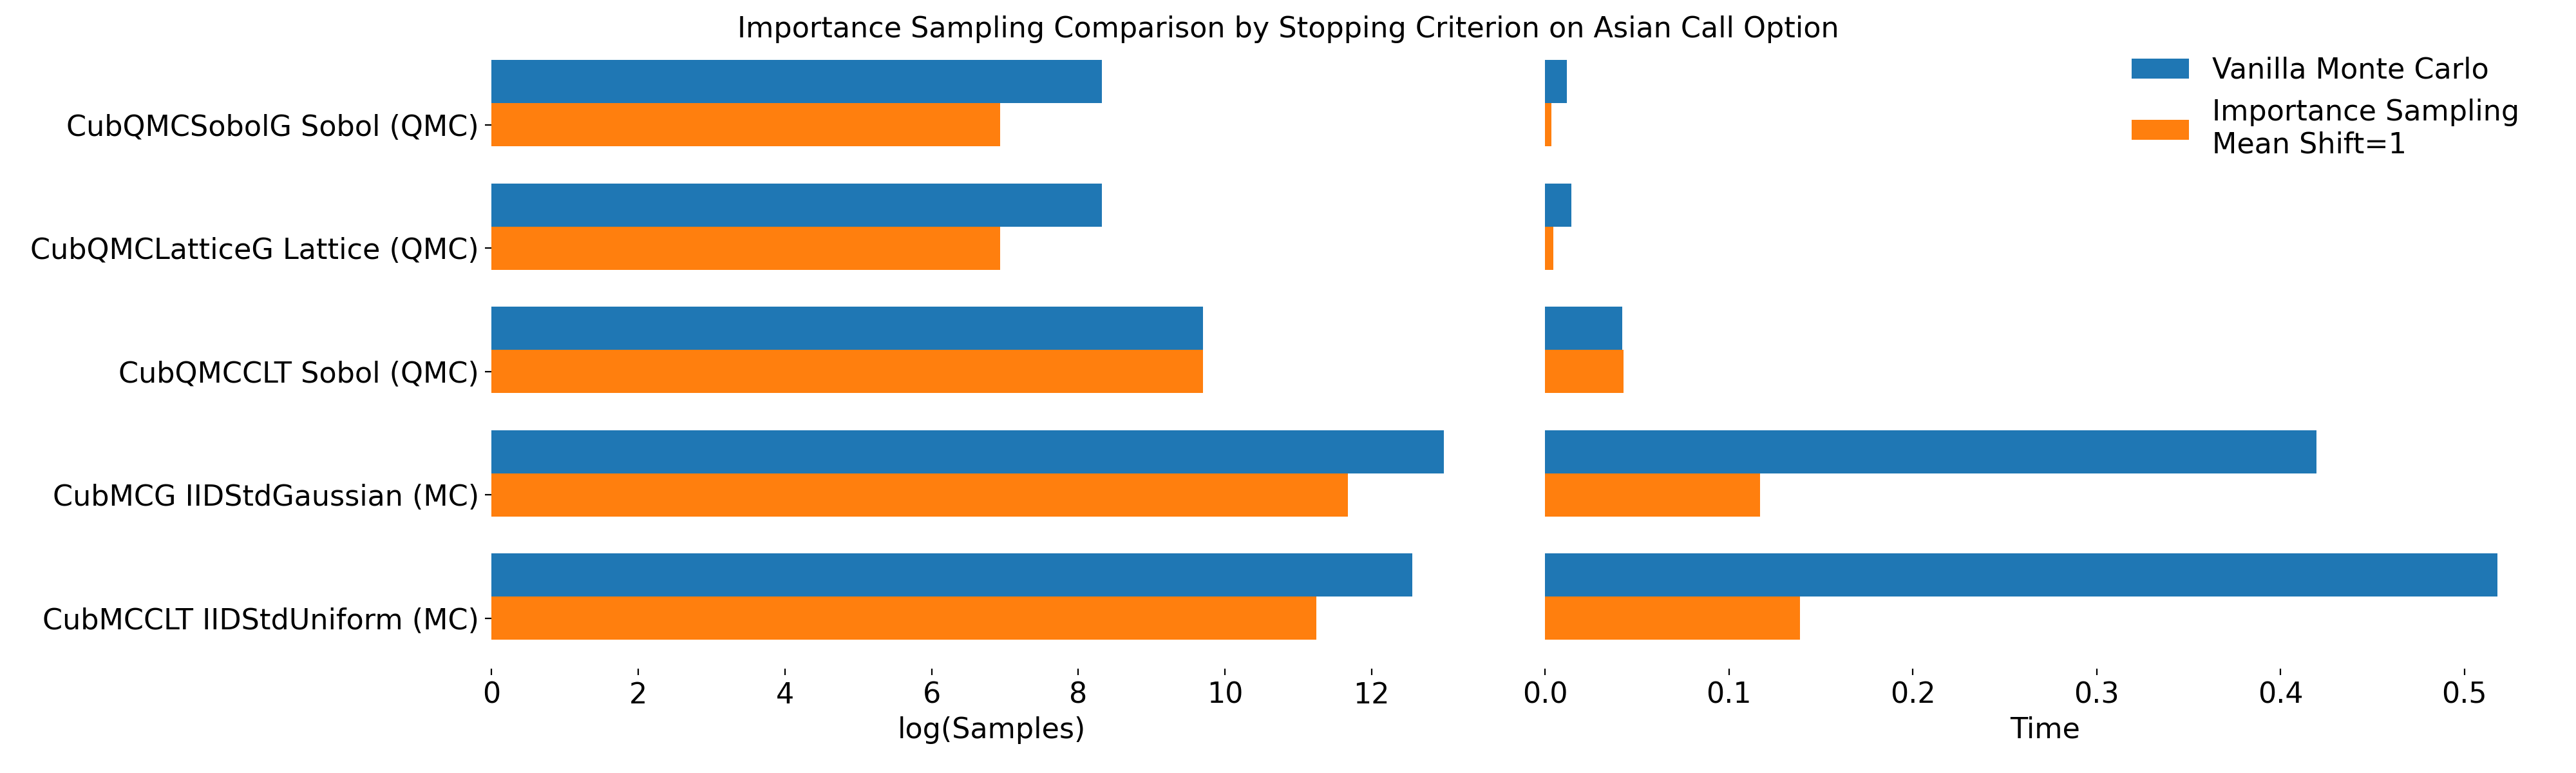 Importance Sampling Comparison by Stopping Criterion on Asian Call Option
Vanilla Monte Carlo
Importance Sampling
Mean Shift=1
CubQMCSobolG Sobol (QMC)
CubQMCLatticeG Lattice (QMC)
CubQMCCLT Sobol (QMC)
CubMCG IIDStdGaussian (MC)
CubMCCLT IIDStdUniform (MC)
0 2 4 6 8 10 12
log(Samples)
0.0 0.1 0.2 0.3 0.4 0.5
Time